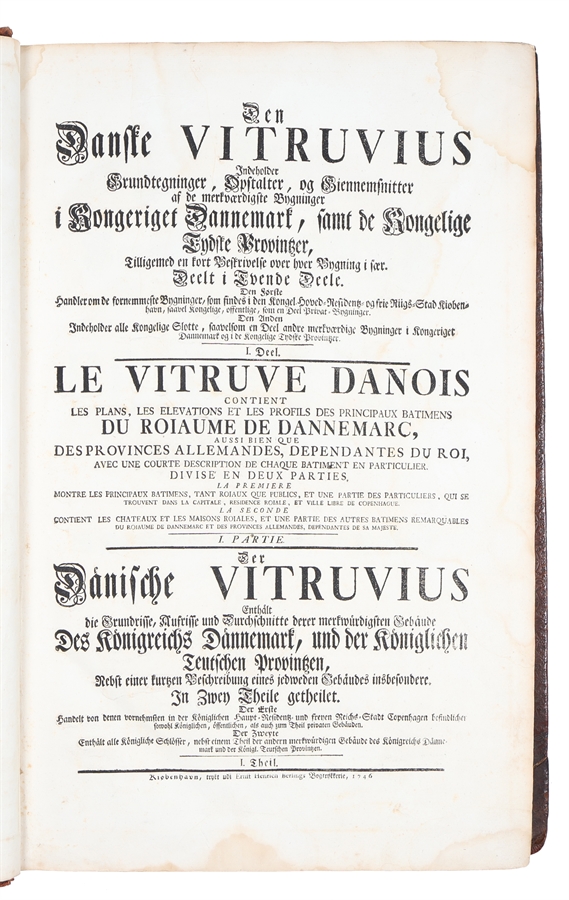 Den
Danske VITRUVIUS
Indeholder
Grundtegninger, Opstalter, og Giennemsnitter
af de merkværdigste Bygninger
i Kongeriget Dannemark, samt de Kongelige
Tydske Provintzer,
Tilligemed en kort Beskrivelse over hver Bygning i sær.
Deelt i Tvende Deele.
Den Første
Handler om de fornemmeste Bygninger, som findes i den Kongel. Hoved-Residentz- og frie Riigs-Stad Kiøben-
havn, saavel Kongelige, offentlige, som en Deel Privat-Bygninger.
Den Anden
Indeholder alle Kongelige Slotte, saavelsom en Deel andre merkværdige Bygninger i Kongeriget
Dannemark og i de Kongelige Tydske Provintzer.
I. Deel.
LE VITRUVE DANOIS
CONTIENT
LES PLANS, LES ELEVATIONS ET LES PROFILS DES PRINCIPAUX BATIMENS
DU ROIAUME DE DANNEMARC,
AUSSI BIEN QUE
DES PROVINCES ALLEMANDES, DEPENDANTES DU ROI,
AVEC UNE COURTE DESCRIPTION DE CHAQUE BATIMENT EN PARTICULIER.
DIVISE' EN DEUX PARTIES.
LA PREMIERE
MONTRE LES PRINCIPAUX BATIMENS, TANT ROIAUX QUE PUBLICS, ET UNE PARTIE DES PARTICULIERS, QUI SE
TROUVENT DANS LA CAPITALE, RESIDENCE ROIALE, ET VILLE LIBRE DE COPENHAGUE.
LA SECONDE
CONTIENT LES CHATEAUX ET LES MAISONS ROIALES, ET UNE PARTIE DES AUTRES BATIMENS REMARQUABLES
DU ROIAUME DE DANNEMARC ET DES PROVINCES ALLEMANDES, DEPENDANTES DE SA MAJESTE.
I. PARTIE.
Der
Dänische VITRUVIUS
Enthält
die Grundrisse, Aufrisse und Durchschnitte derer merkwürdigsten Gebäude
Des Königreichs Dännemark, und der Königlichen
Teutschen Provintzen,
Nebst einer kurtzen Beschreibung eines jedweden Gebäudes insbesondere.
In Zwey Theile getheilet.
Der Erste
Handelt von denen vornehmsten in der Königlichen Haupt-Residentz- und freyen Reichs-Stadt Copenhagen befindlichen
sowohl Königlichen, öffentlichen, als auch zum Theil privaten Gebäuden.
Der Zweyte
Enthält alle Königliche Schlösser, nebst einem Theil der andern merkwürdigen Gebäude des Königreichs Dänne-
mark und der Königl. Teutschen Provintzen.
I. Theil.
Kiøbenhavn, trykt udi Ernst Henrich Berlings Bogtrykkerie, 1746